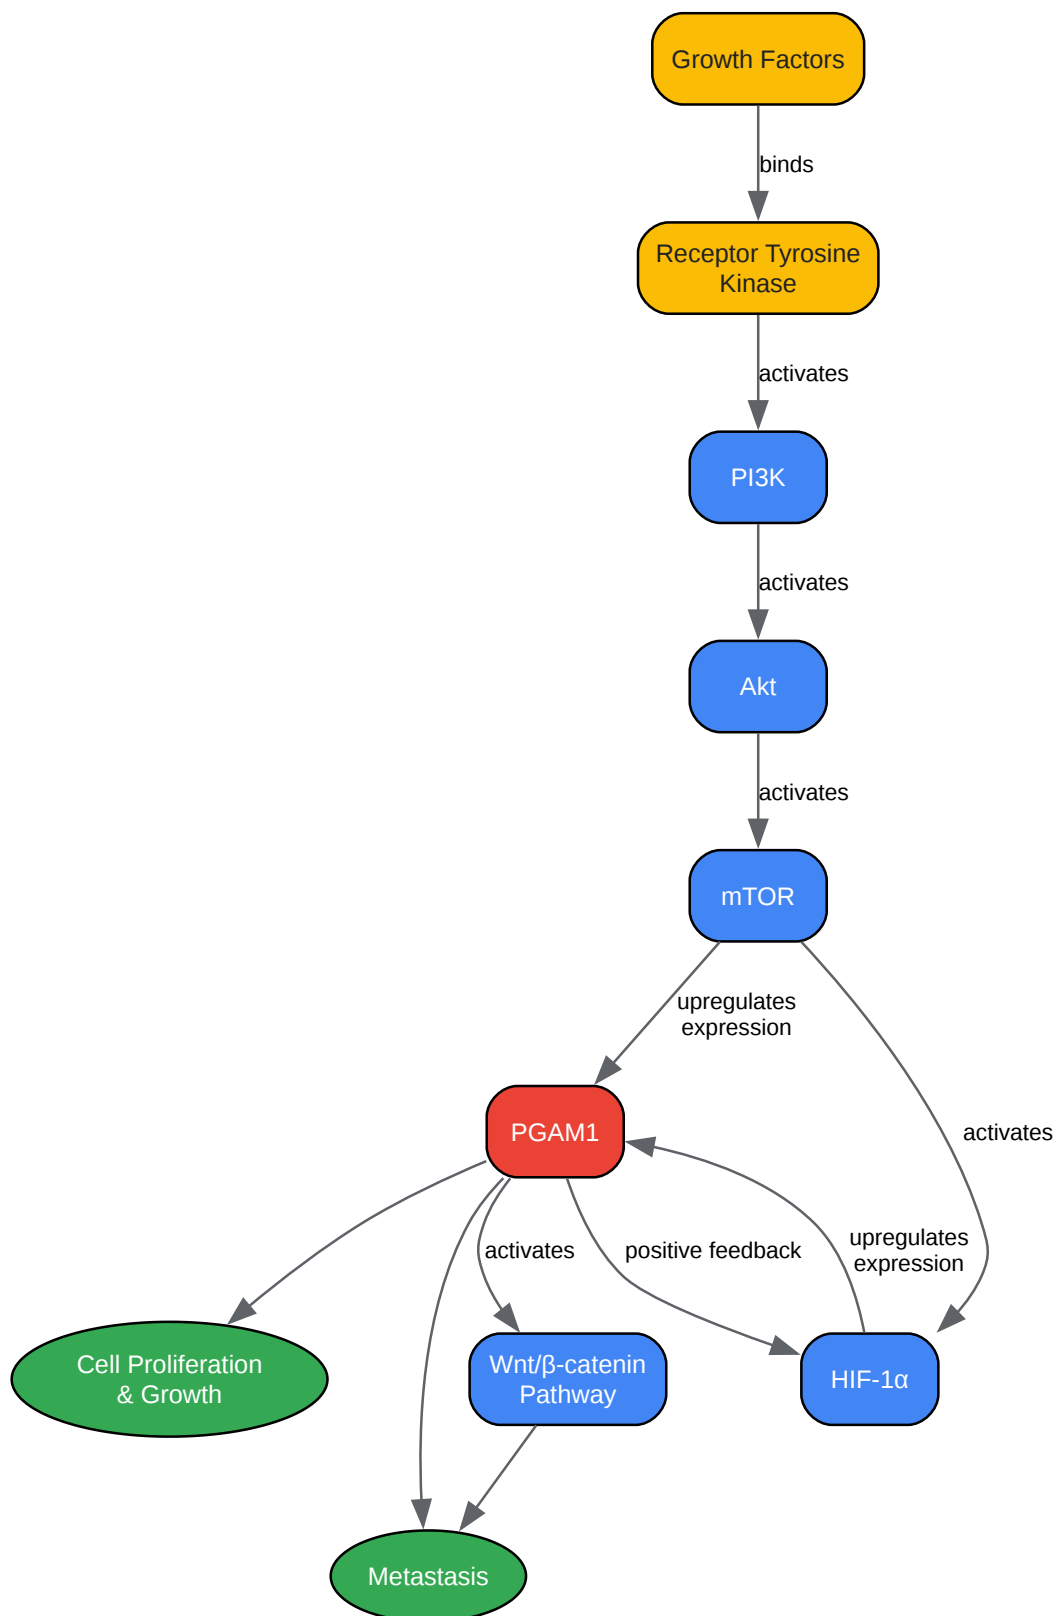 Growth Factors
binds
Receptor Tyrosine
Kinase
activates
PI3K
activates
Akt
activates
mTOR
upregulates
expression
PGAM1
activates
activates
positive feedback
upregulates
expression
Cell Proliferation
& Growth
Wnt/β-catenin
Pathway
HIF-1α
Metastasis